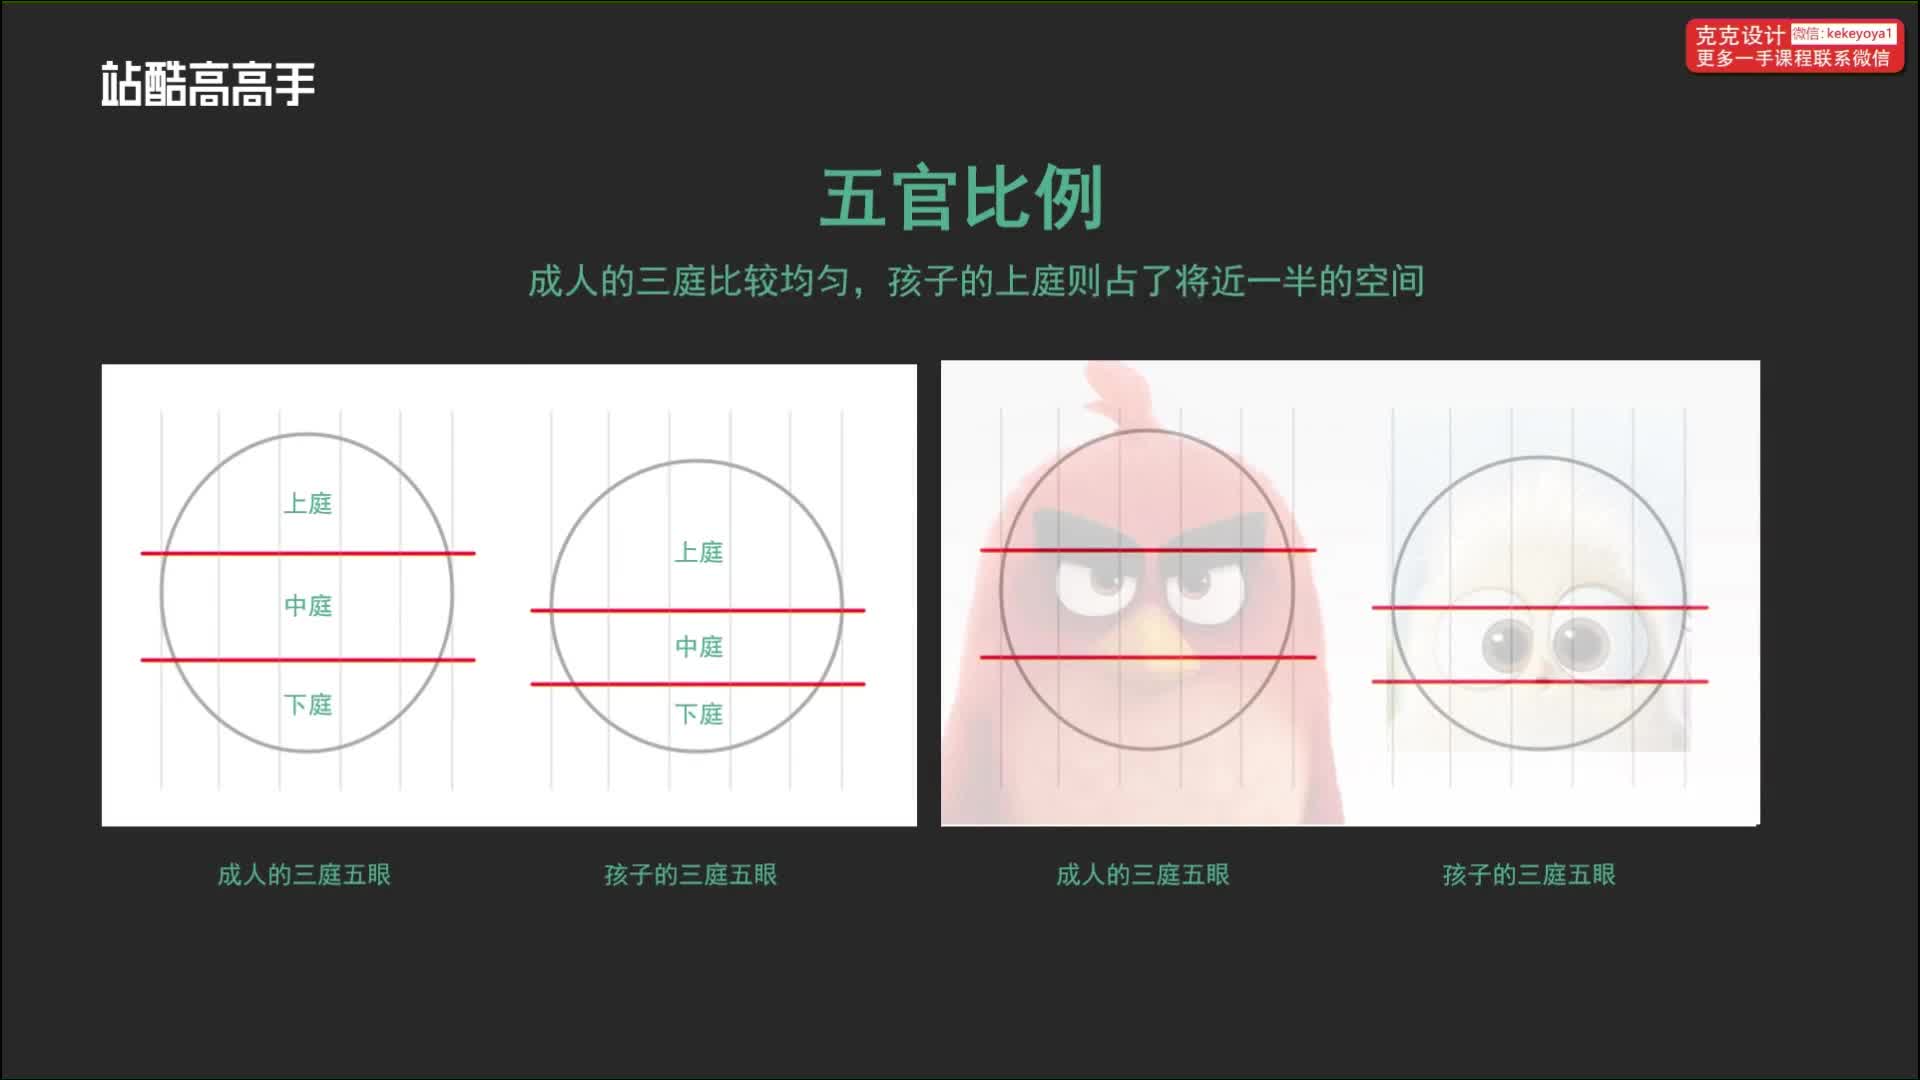 克克设计 微信:kekeyoya1
更多一手课程联系微信
站酷高高手
五官比例
成人的三庭比较均匀，孩子的上庭则占了将近一半的空间
上庭
中庭
下庭
上庭
中庭
下庭
成人的三庭五眼
孩子的三庭五眼
成人的三庭五眼
孩子的三庭五眼